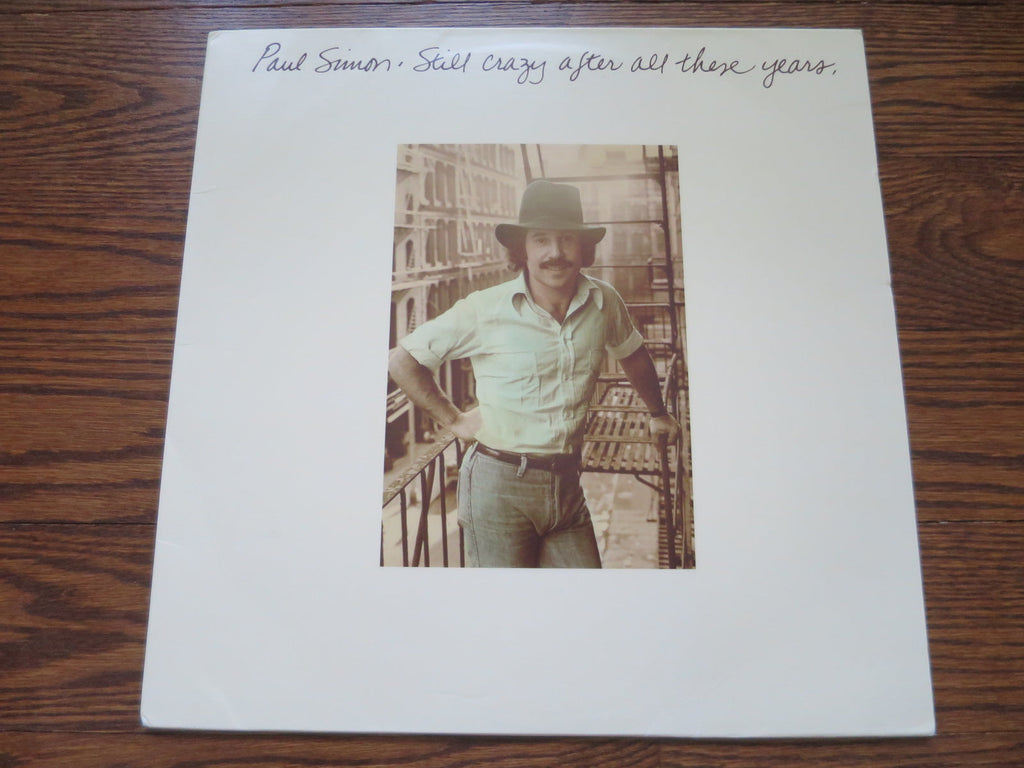 Paul Simon. Still crazy after all these years.